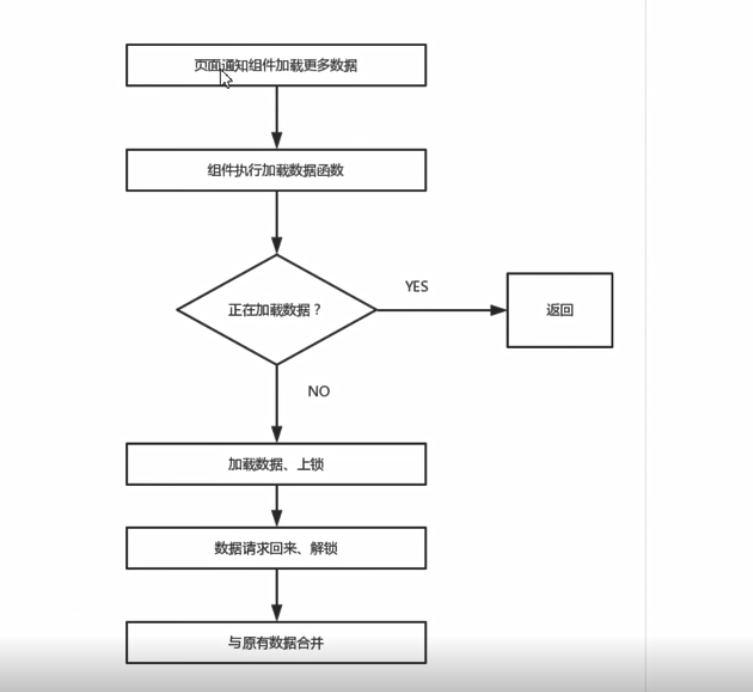 页面通知组件加载更多数据
组件执行加载数据函数
正在加载数据？
YES
返回
NO
加载数据、上锁
数据请求回来、解锁
与原有数据合并